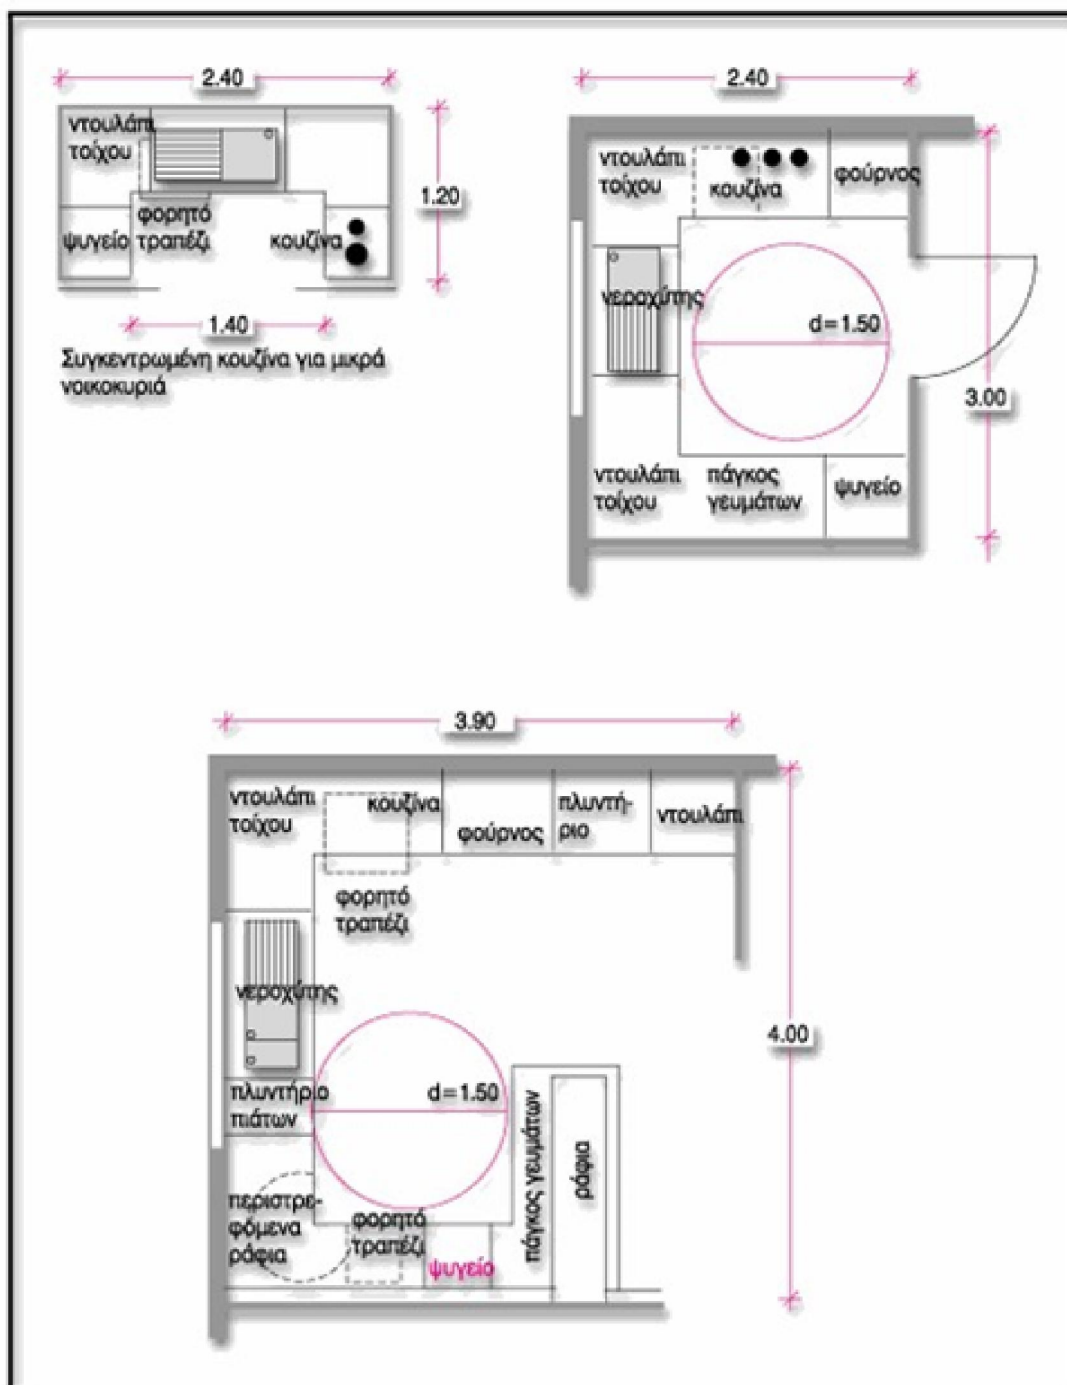 2.40
ντουλάπι
τοίχου
φορητό
τραπέζι
ψυγείο
κουζίνα
1.20
1.40
Συγκεντρωμένη κουζίνα για μικρά
νοικοκυριά
2.40
ντουλάπι
τοίχου
κουζίνα
φούρνος
νεροχύτης
d=1.50
3.00
ντουλάπι
τοίχου
πάγκος
γευμάτων
ψυγείο
3.90
ντουλάπι
τοίχου
κουζίνα
φούρνος
πλυντή-
ριο
ντουλάπι
φορητό
τραπέζι
νεροχύτης
4.00
πλυντήριο
πιάτων
d=1.50
πάγκος γευμάτων
ράφια
περιστρε-
φόμενα
ράφια
φορητό
τραπέζι
ψυγείο